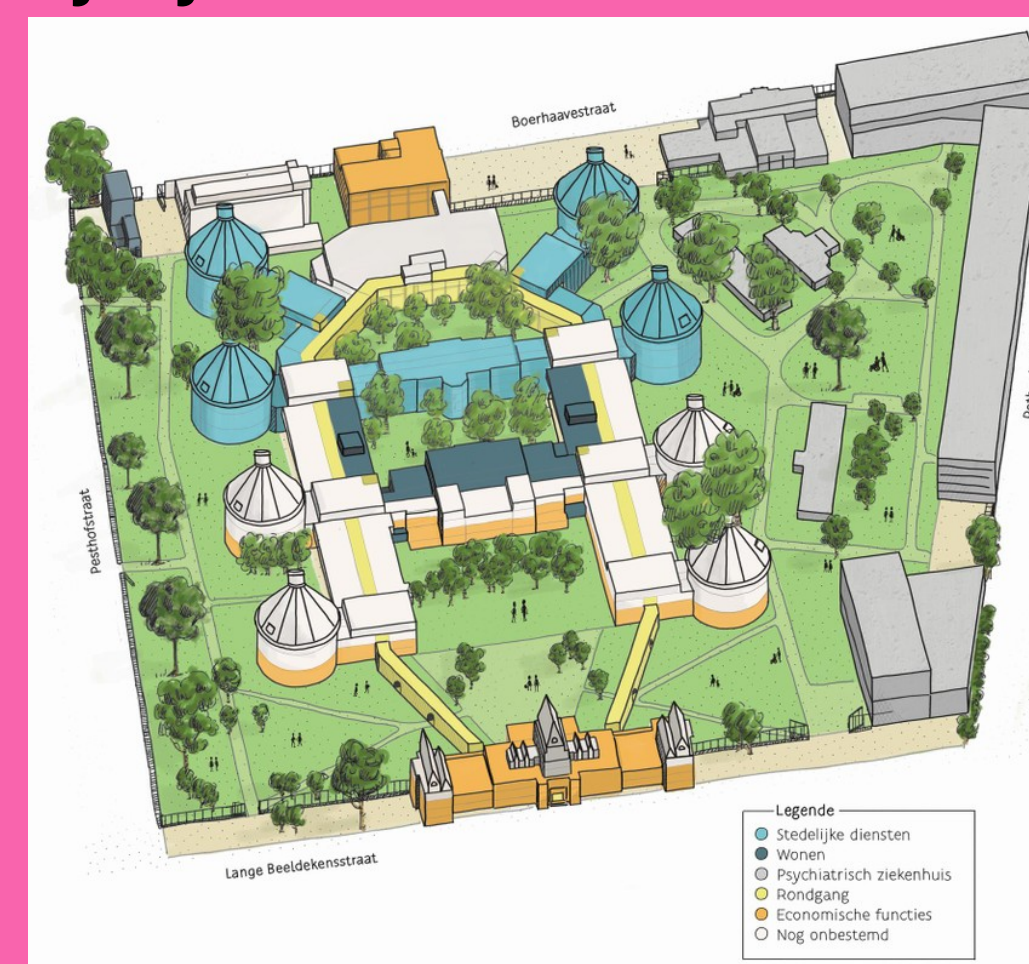 Boerhaavestraat
Pesthofstraat
Lange Beeldekensstraat
Legende
Stedelijke diensten
Wonen
Psychiatrisch ziekenhuis
Rondgang
Economische functies
Nog onbestemd